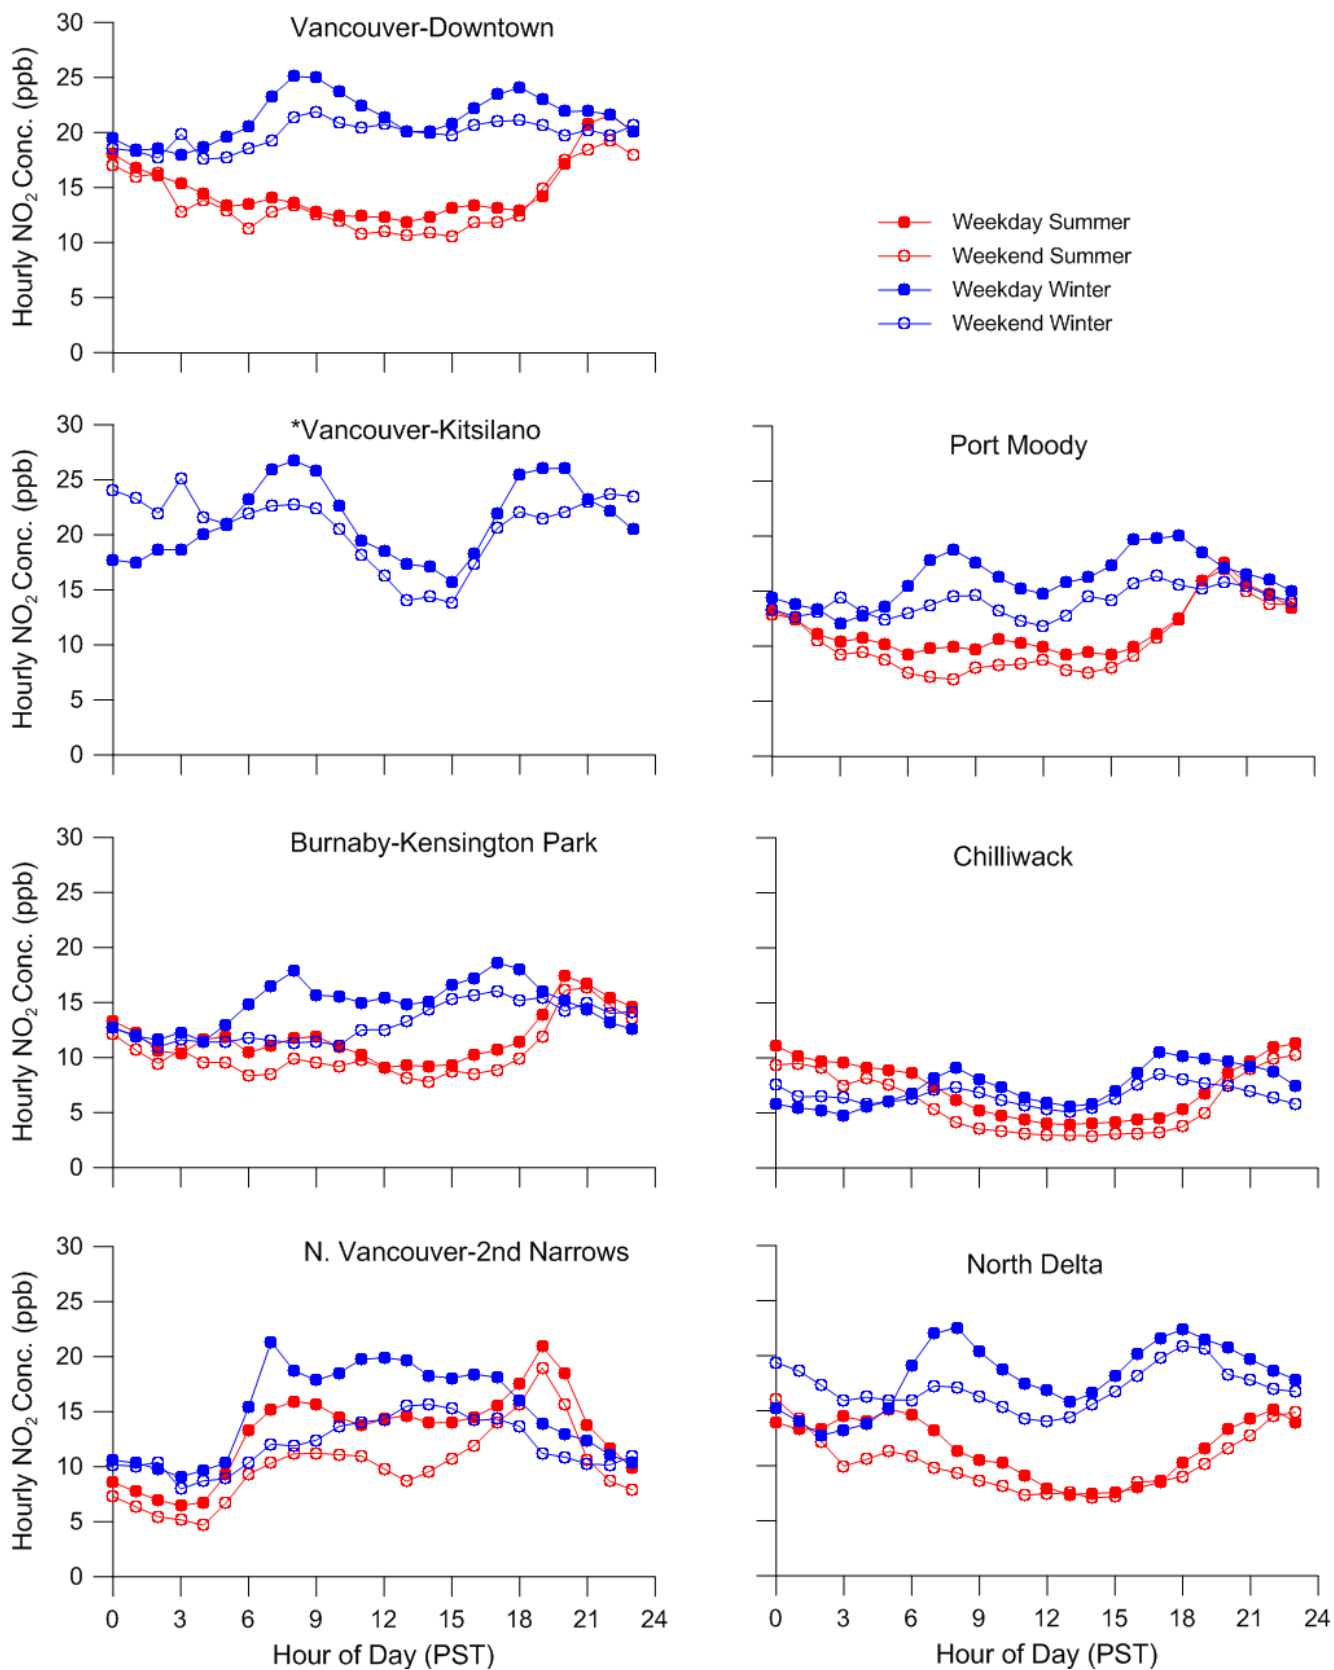 Vancouver-Downtown
Hourly NO₂ Conc. (ppb)
30
25
20
15
10
5
0
Weekday Summer
Weekend Summer
Weekday Winter
Weekend Winter
*Vancouver-Kitsilano
Hourly NO₂ Conc. (ppb)
30
25
20
15
10
5
0
Port Moody
Burnaby-Kensington Park
Hourly NO₂ Conc. (ppb)
30
25
20
15
10
5
0
Chilliwack
N. Vancouver-2nd Narrows
Hourly NO₂ Conc. (ppb)
30
25
20
15
10
5
0
0 3 6 9 12 15 18 21 24
Hour of Day (PST)
North Delta
0 3 6 9 12 15 18 21 24
Hour of Day (PST)